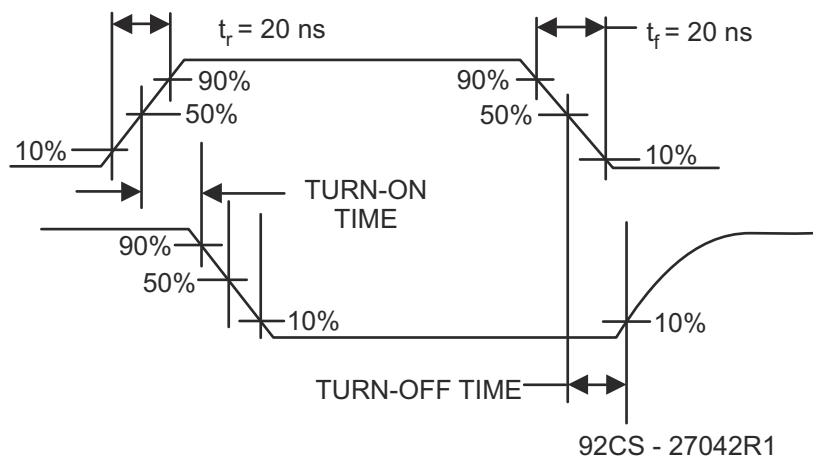 t_r = 20 ns
t_f = 20 ns
90%
90%
50%
50%
10%
10%
TURN-ON
TIME
90%
50%
10%
10%
TURN-OFF TIME
92CS - 27042R1